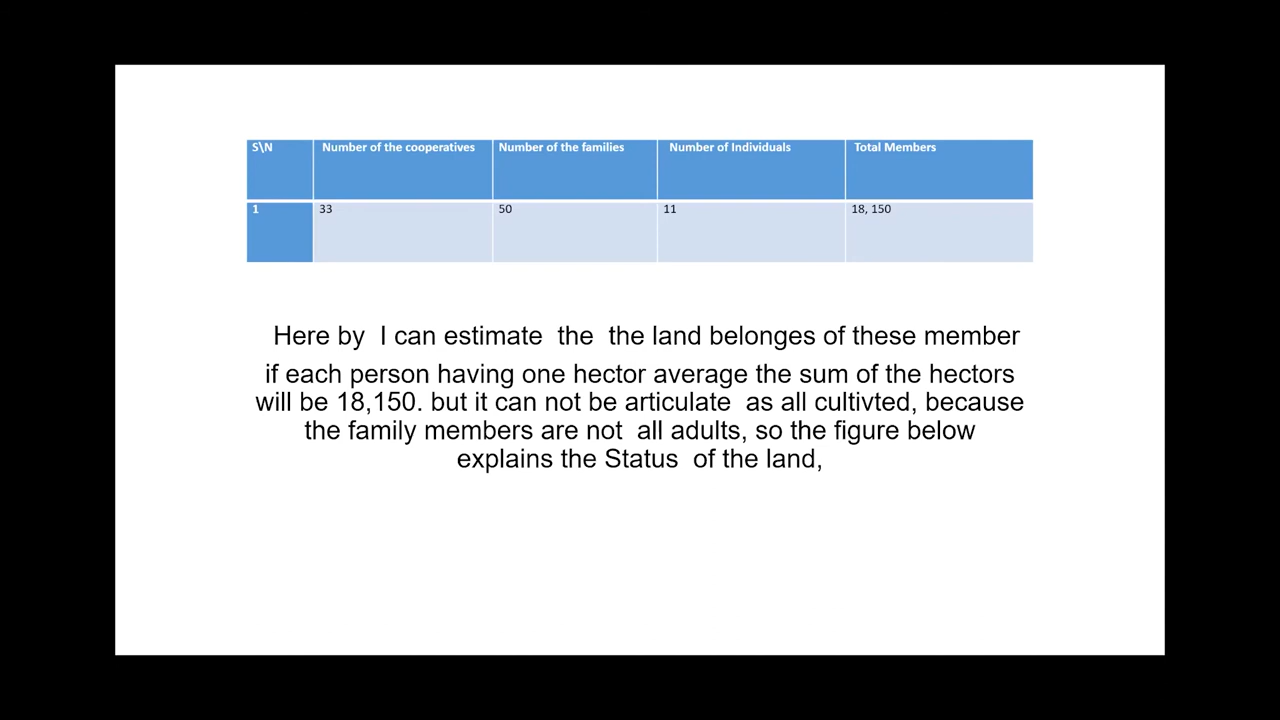 S\N Number of the cooperatives Number of the families Number of Individuals Total Members
1 33 50 11 18, 150
Here by I can estimate the the land belonges of these member
if each person having one hector average the sum of the hectors
will be 18,150. but it can not be articulate as all cultivted, because
the family members are not all adults, so the figure below
explains the Status of the land,